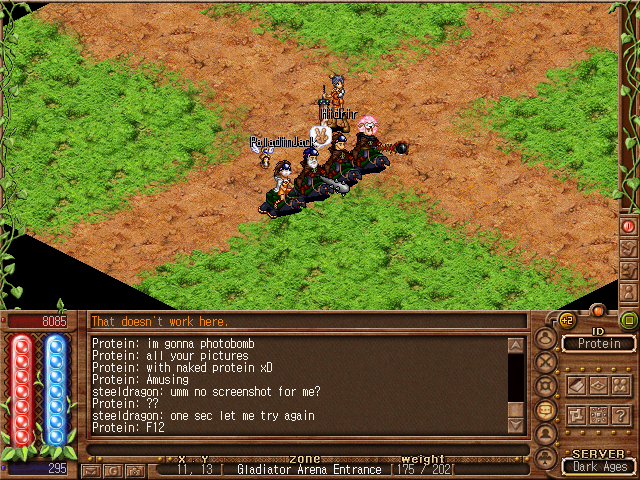 Aidrir
PaladinJack
8085
That doesn't work here.
+2
ID
Protein
Protein: im gonna photobomb
Protein: all your pictures
Protein: with naked protein xD
Protein: Amusing
steeldragon: umm no screenshot for me?
Protein: ??
steeldragon: one sec let me try again
Protein: F12
295
x Y zone weight
11, 13 [ Gladiator Arena Entrance [175 / 202[
SERVER
Dark Ages